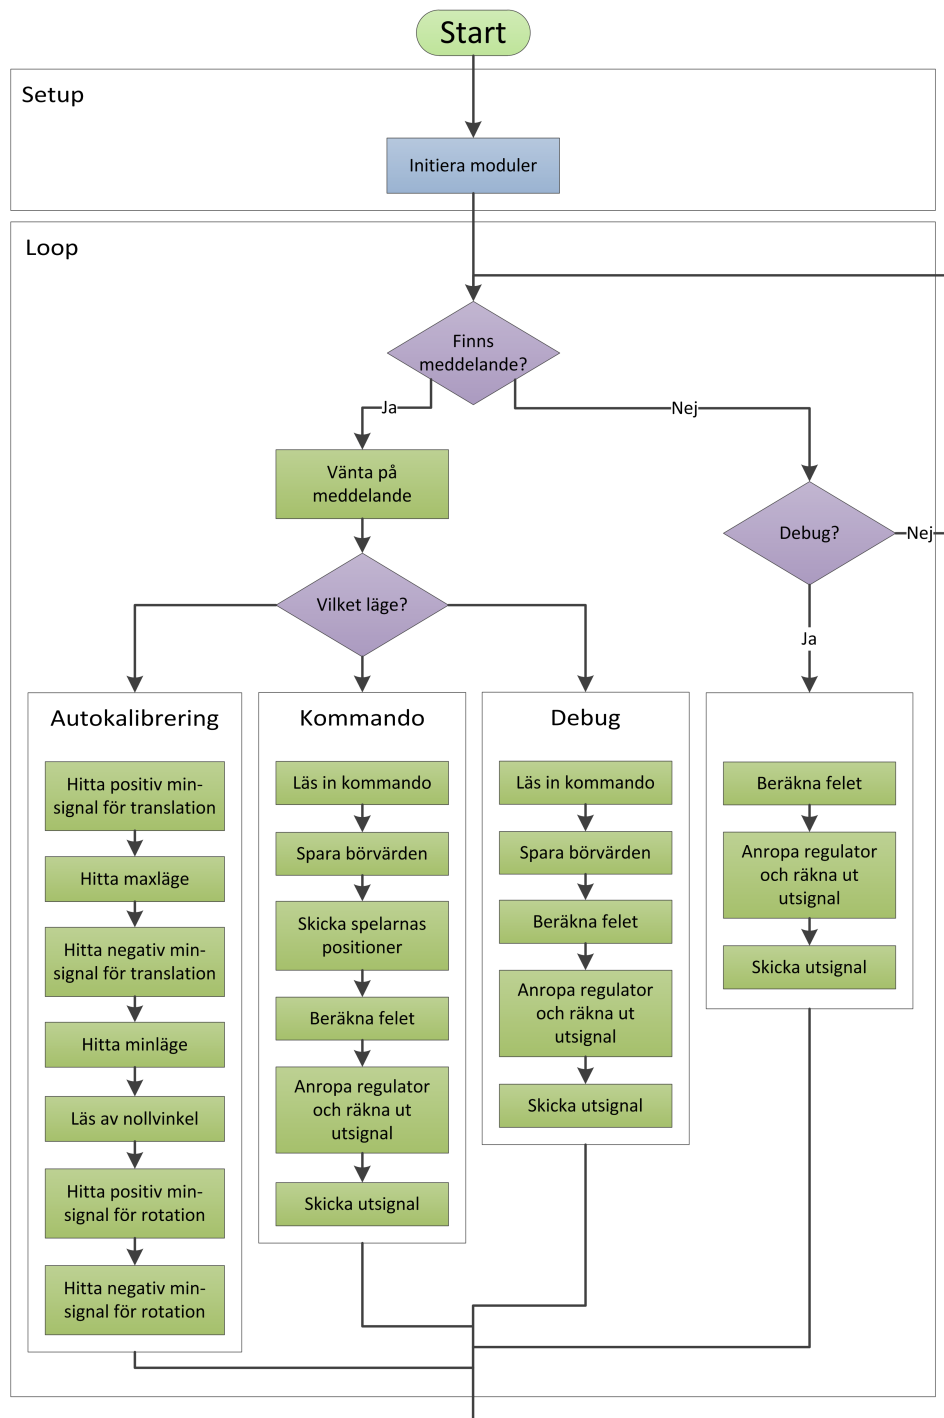 Start
Setup
Initiera moduler
Loop
Finns
meddelande?
Ja
Nej
Vänta på
meddelande
Debug?
Nej
Vilket läge?
Ja
Autokalibrering
Hitta positiv min-
signal för translation
Hitta maxläge
Hitta negativ min-
signal för translation
Hitta minläge
Läs av nollvinkel
Hitta positiv min-
signal för rotation
Hitta negativ min-
signal för rotation
Kommando
Läs in kommando
Spara börvärden
Skicka spelarnas
positioner
Beräkna felet
Anropa regulator
och räkna ut
utsignal
Skicka utsignal
Debug
Läs in kommando
Spara börvärden
Beräkna felet
Anropa regulator
och räkna ut
utsignal
Skicka utsignal
Beräkna felet
Anropa regulator
och räkna ut
utsignal
Skicka utsignal